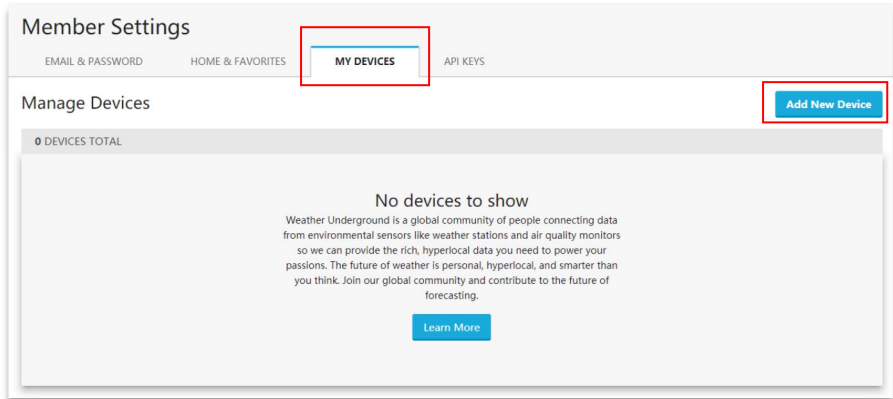 Member Settings
EMAIL & PASSWORD HOME & FAVORITES MY DEVICES API KEYS
Manage Devices Add New Device
0 DEVICES TOTAL
No devices to show
Weather Underground is a global community of people connecting data
from environmental sensors like weather stations and air quality monitors
so we can provide the rich, hyperlocal data you need to power your
passions. The future of weather is personal, hyperlocal, and smarter than
you think. Join our global community and contribute to the future of
forecasting.
Learn More